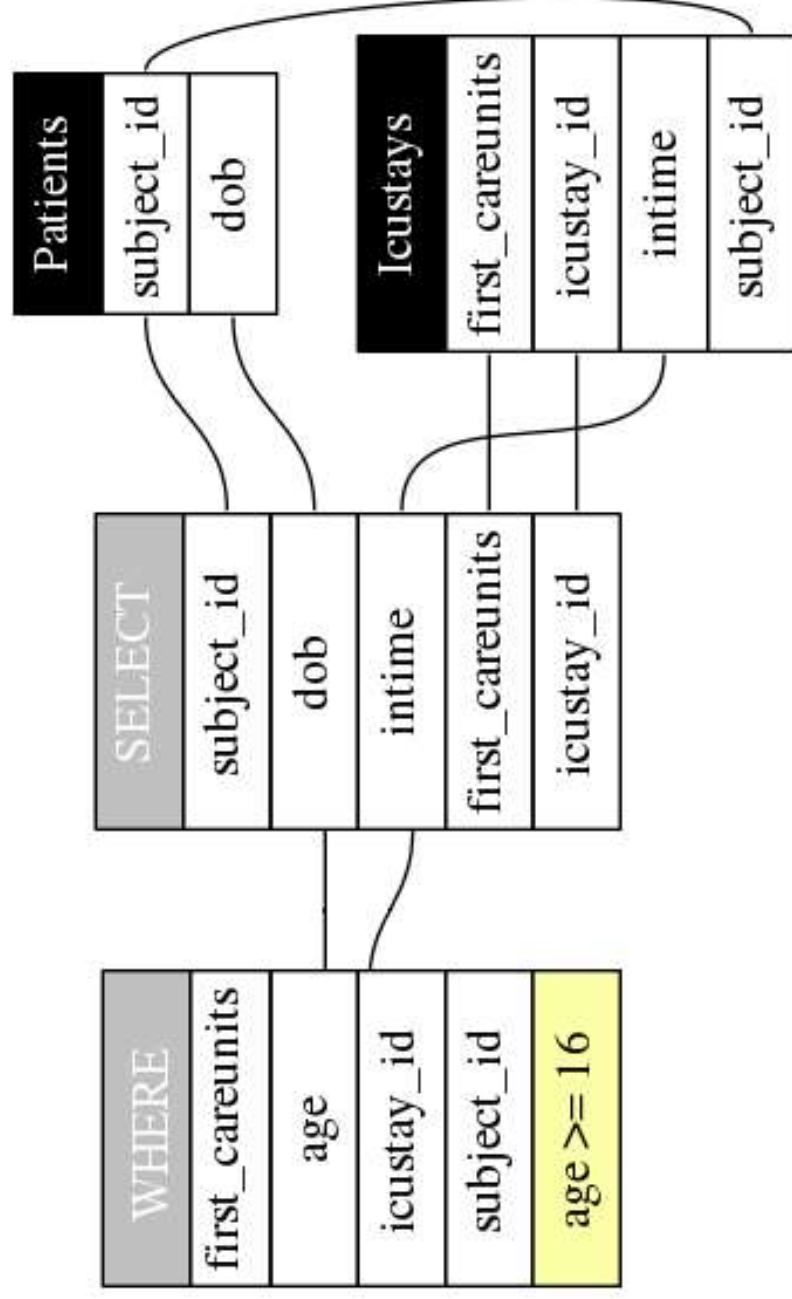 Patients
subject_id
dob
Icustays
first_careunits
icustay_id
intime
subject_id
SELECT
subject_id
dob
intime
first_careunits
icustay_id
WHERE
first_careunits
age
icustay_id
subject_id
age >= 16